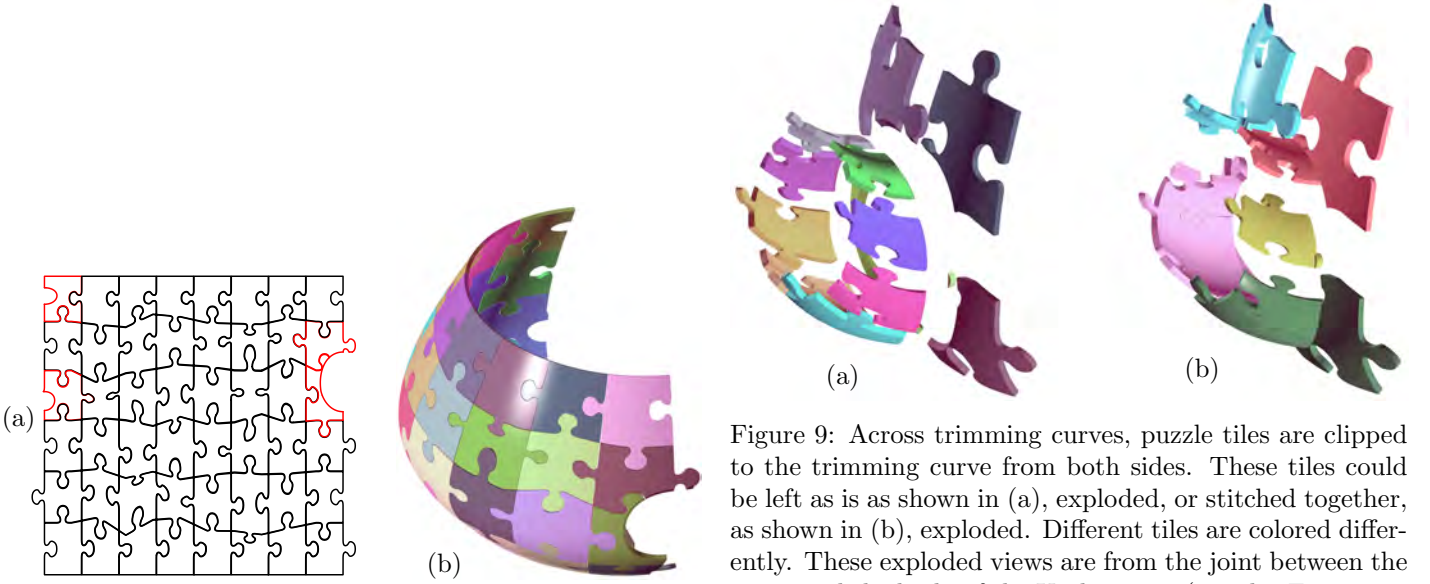 (a)
(b)
(a)
(b)
Figure 9: Across trimming curves, puzzle tiles are clipped
to the trimming curve from both sides. These tiles could
be left as is as shown in (a), exploded, or stitched together,
as shown in (b), exploded. Different tiles are colored differ-
ently. These exploded views are from the joint between the